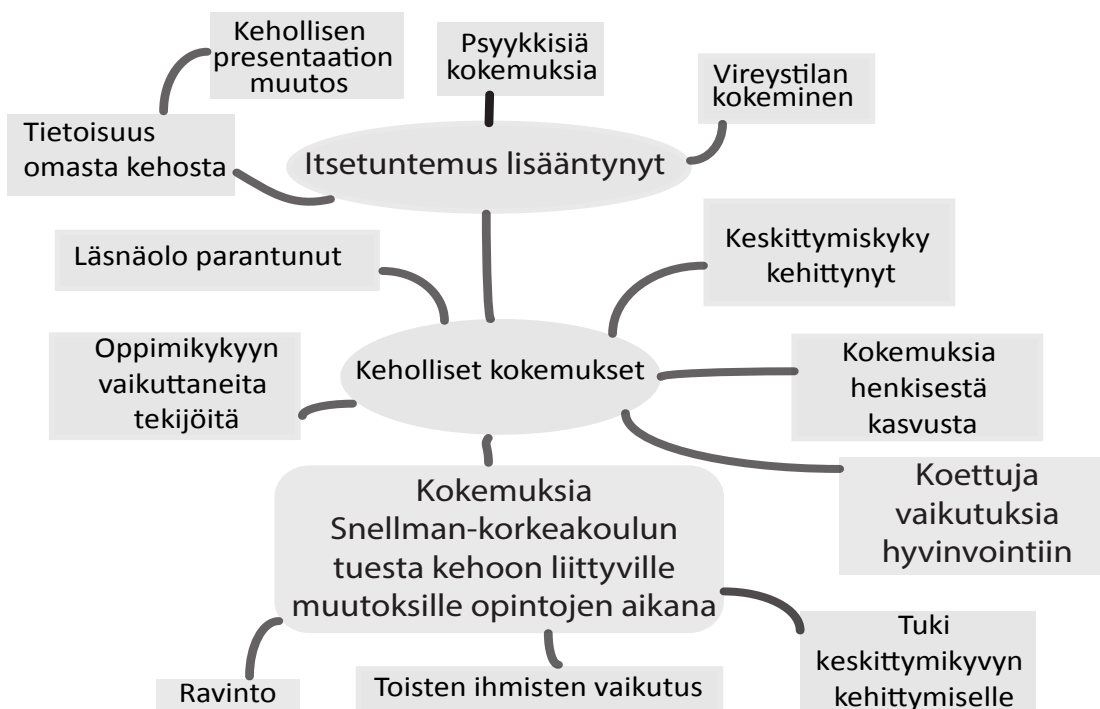 Kehollisen
presentaation
muutos
Psyykkisiä
kokemuksia
Vireystilan
kokeminen
Tietoisuus
omasta kehosta
Itsetuntemus lisääntynyt
Läsnäolo parantunut
Keskittymiskyky
kehittynyt
Oppimikykyyn
vaikuttaneita
tekijöitä
Keholliset kokemukset
Kokemuksia
henkisestä
kasvusta
Koettuja
vaikutuksia
hyvinvointiin
Kokemuksia
Snellman-korkeakoulun
tuesta kehoon liittyville
muutoksille opintojen aikana
Ravinto
Toisten ihmisten vaikutus
Tuki
keskittymikyvyn
kehittymiselle